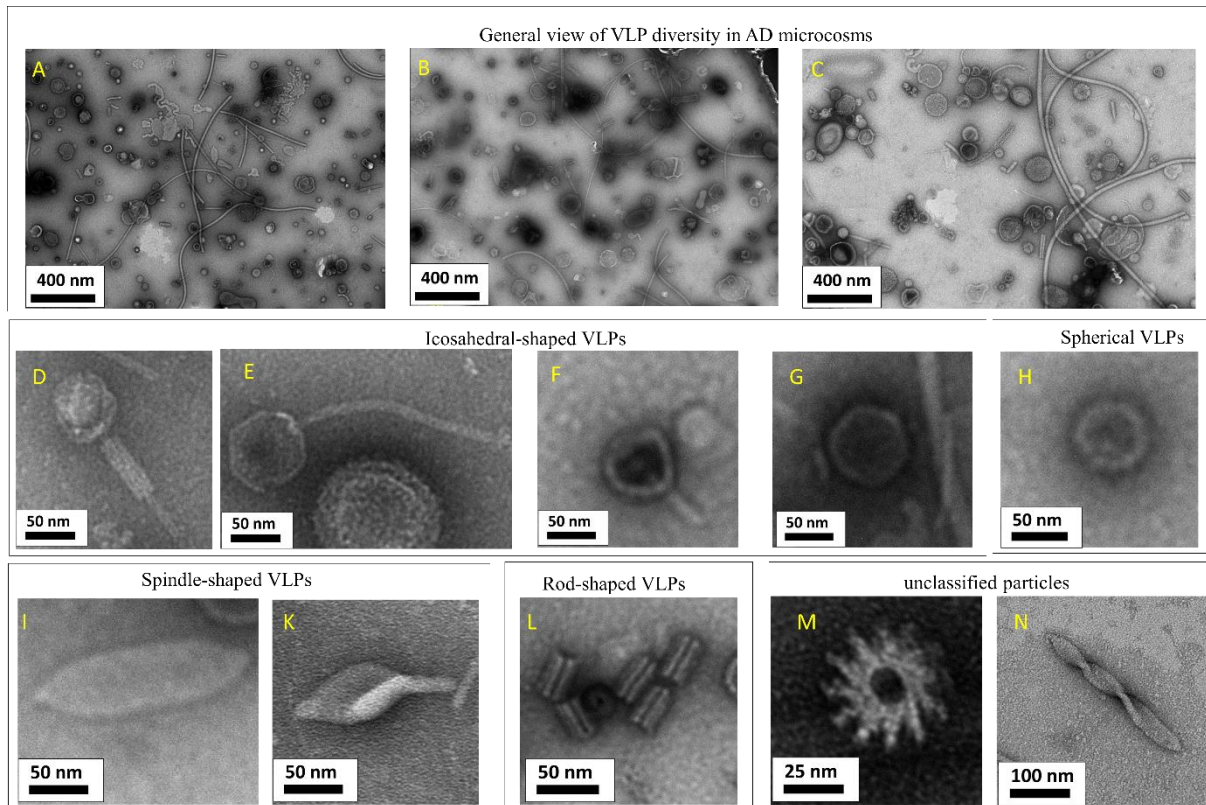 General view of VLP diversity in AD microcosms
A
B
C
400 nm
400 nm
400 nm
Icosahedral-shaped VLPs
Spherical VLPs
D
E
F
G
H
50 nm
50 nm
50 nm
50 nm
50 nm
Spindle-shaped VLPs
Rod-shaped VLPs
unclassified particles
I
K
L
M
N
50 nm
50 nm
50 nm
25 nm
100 nm